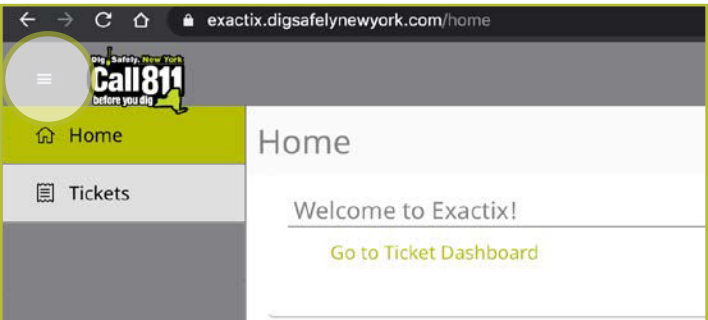 exactix.digsafelynewyork.com/home
Dig Safely. New York
Call811
before you dig
Home
Home
Tickets
Welcome to Exactix!
Go to Ticket Dashboard